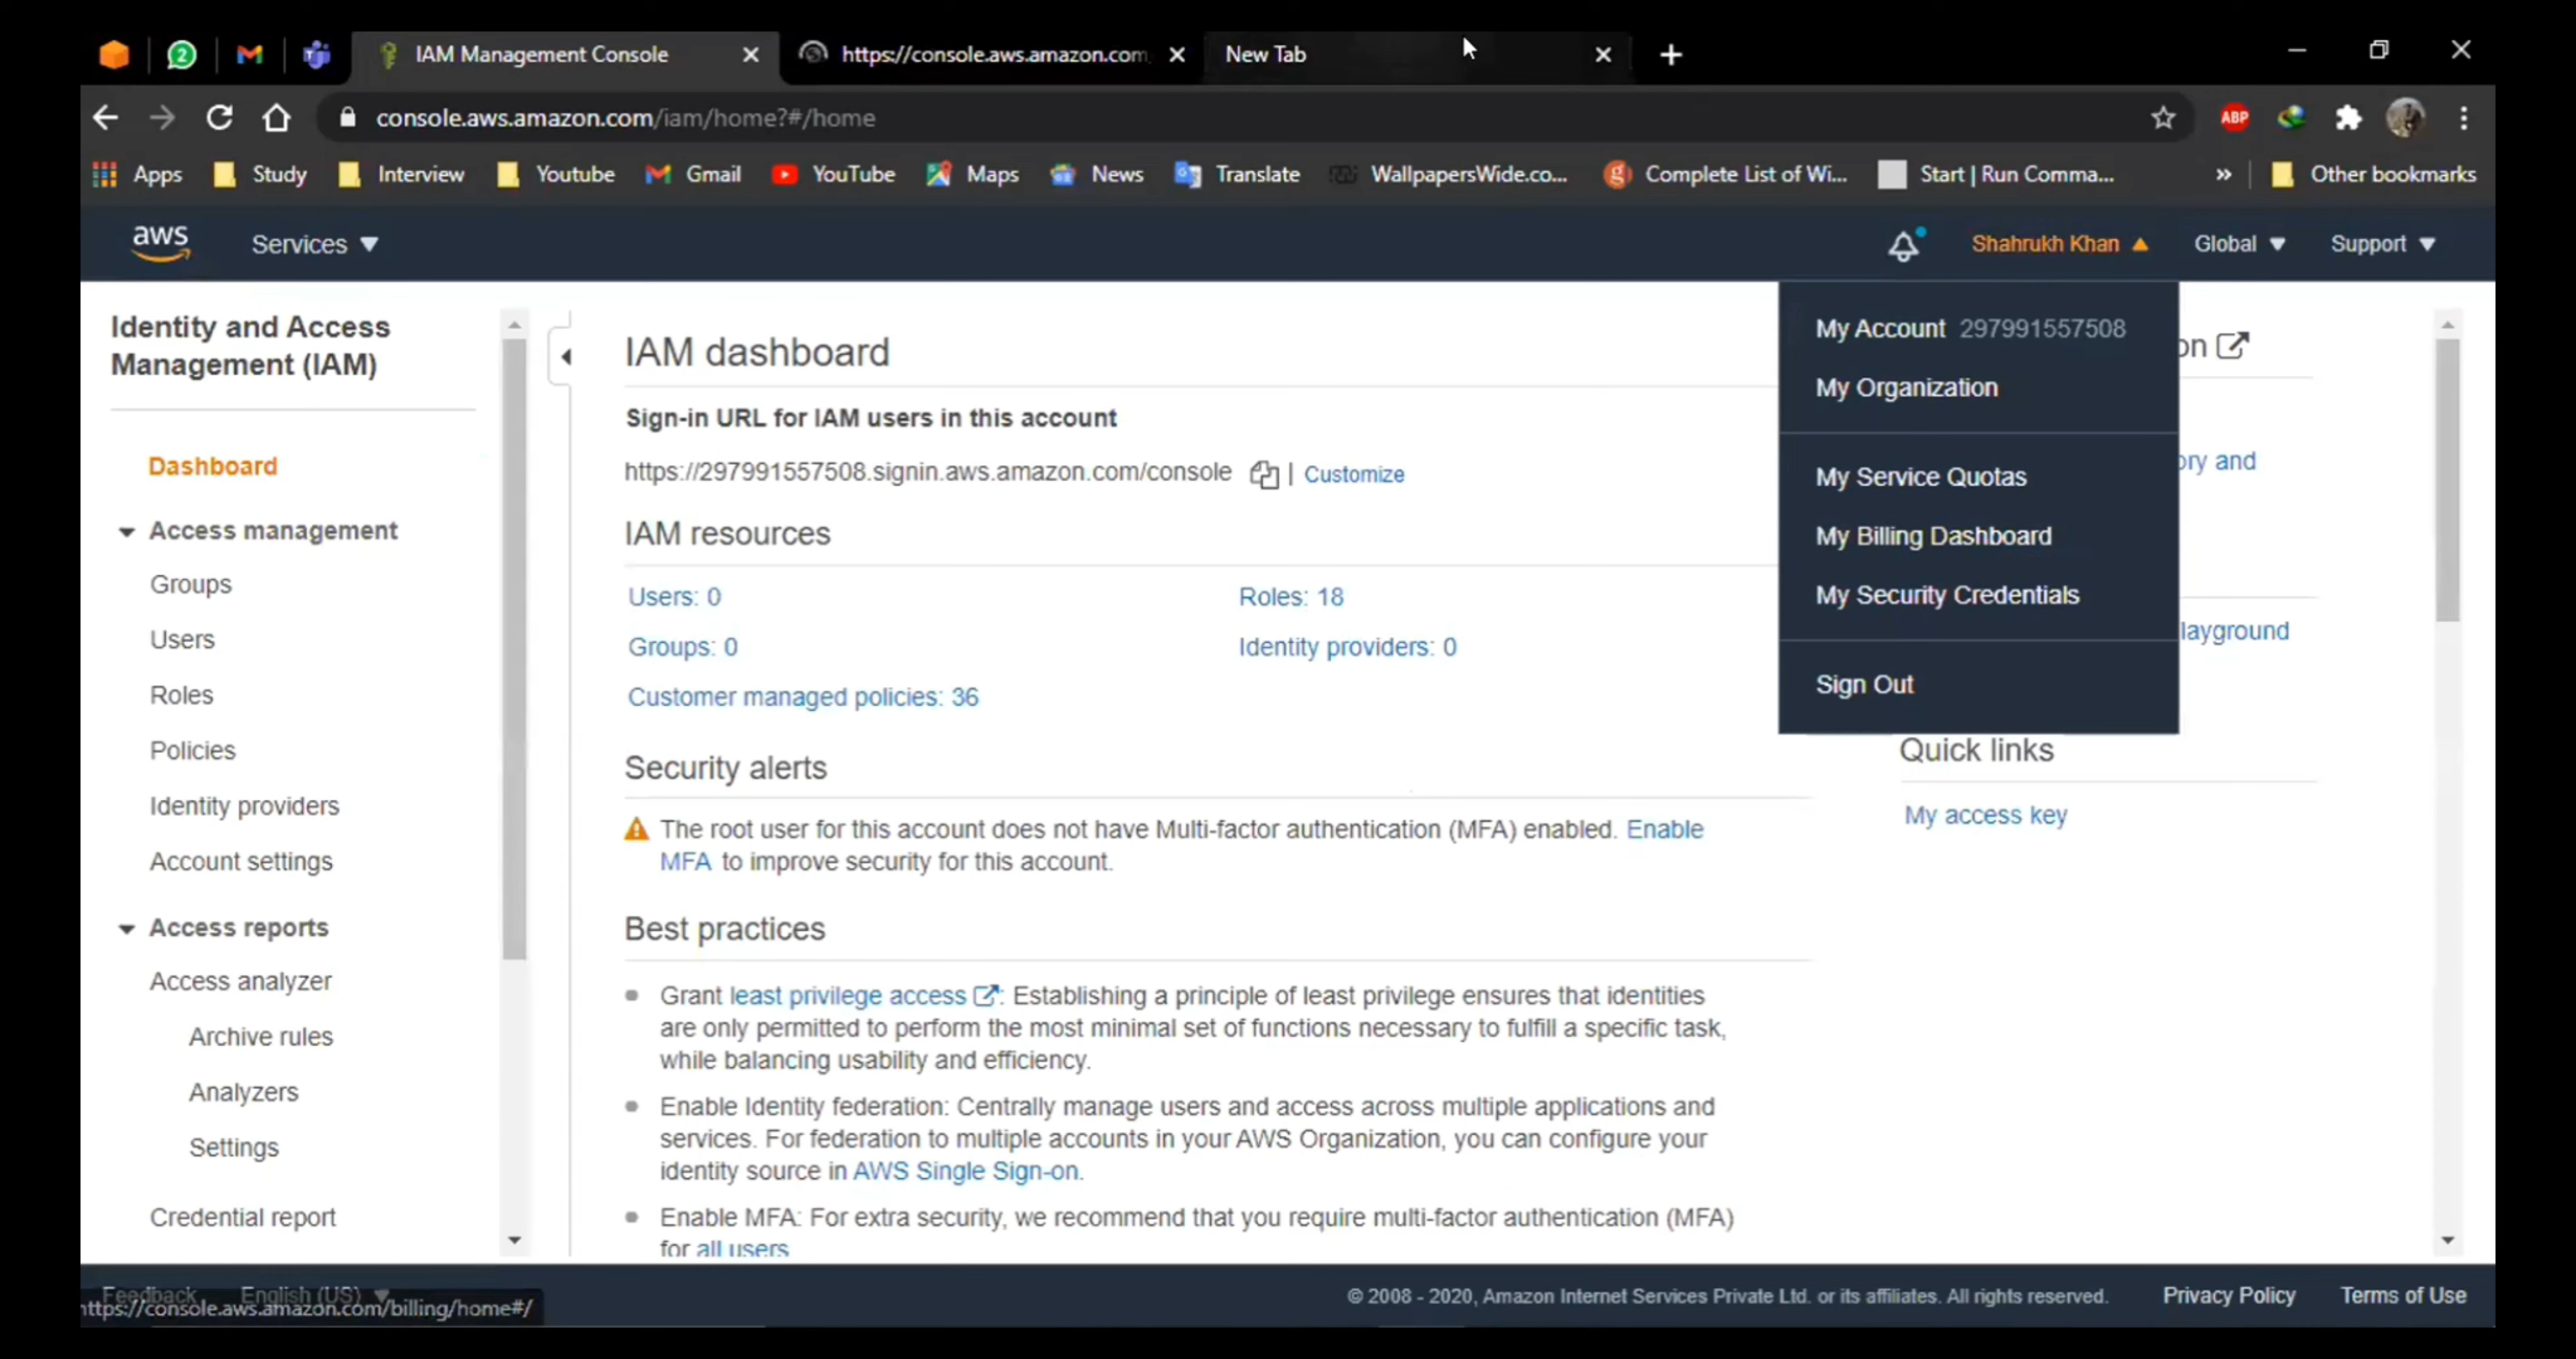 2
IAM Management Console
https://console.aws.amazon.com
New Tab
console.aws.amazon.com/iam/home?#/home
ABP
Apps
Study
Interview
Youtube
Gmail
YouTube
Maps
News
Translate
WallpapersWide.co...
Complete List of Wi...
Start | Run Comma...
Other bookmarks
aws
Services
Shahrukh Khan
Global
Support
Identity and Access
Management (IAM)
Dashboard
Access management
Groups
Users
Roles
Policies
Identity providers
Account settings
Access reports
Access analyzer
Archive rules
Analyzers
Settings
Credential report
IAM dashboard
Sign-in URL for IAM users in this account
https://297991557508.signin.aws.amazon.com/console | Customize
IAM resources
Users: 0
Roles: 18
Groups: 0
Identity providers: 0
Customer managed policies: 36
Security alerts
The root user for this account does not have Multi-factor authentication (MFA) enabled. Enable
MFA to improve security for this account.
Best practices
Grant least privilege access : Establishing a principle of least privilege ensures that identities
are only permitted to perform the most minimal set of functions necessary to fulfill a specific task,
while balancing usability and efficiency.
Enable Identity federation: Centrally manage users and access across multiple applications and
services. For federation to multiple accounts in your AWS Organization, you can configure your
identity source in AWS Single Sign-on.
Enable MFA: For extra security, we recommend that you require multi-factor authentication (MFA)
for all users
My Account 297991557508
My Organization
My Service Quotas
My Billing Dashboard
My Security Credentials
Sign Out
on
ory and
layground
Quick links
My access key
Feedback
English (US)
https://console.aws.amazon.com/billing/home#/
© 2008 - 2020, Amazon Internet Services Private Ltd. or its affiliates. All rights reserved.
Privacy Policy
Terms of Use